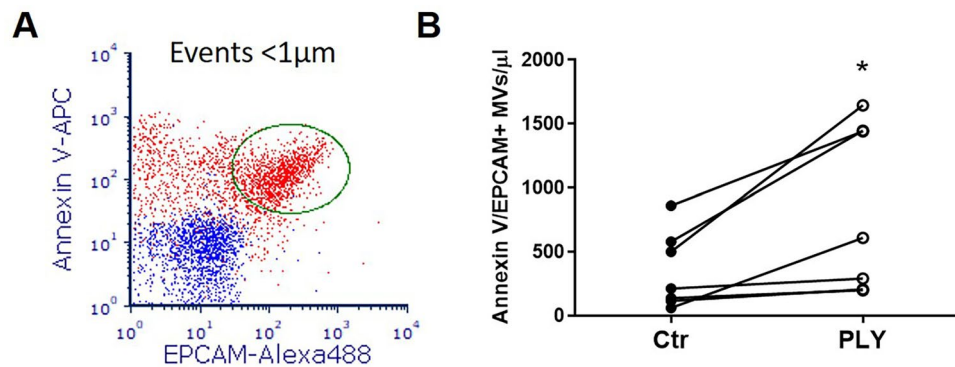 A
Events <1µm
Annexin V-APC
10⁴
10³
10²
10¹
10⁰
10⁰ 10¹ 10² 10³ 10⁴
EPCAM-Alexa488
B
*
Annexin V/EPCAM+ MVs/µl
2000
1500
1000
500
0
Ctr PLY